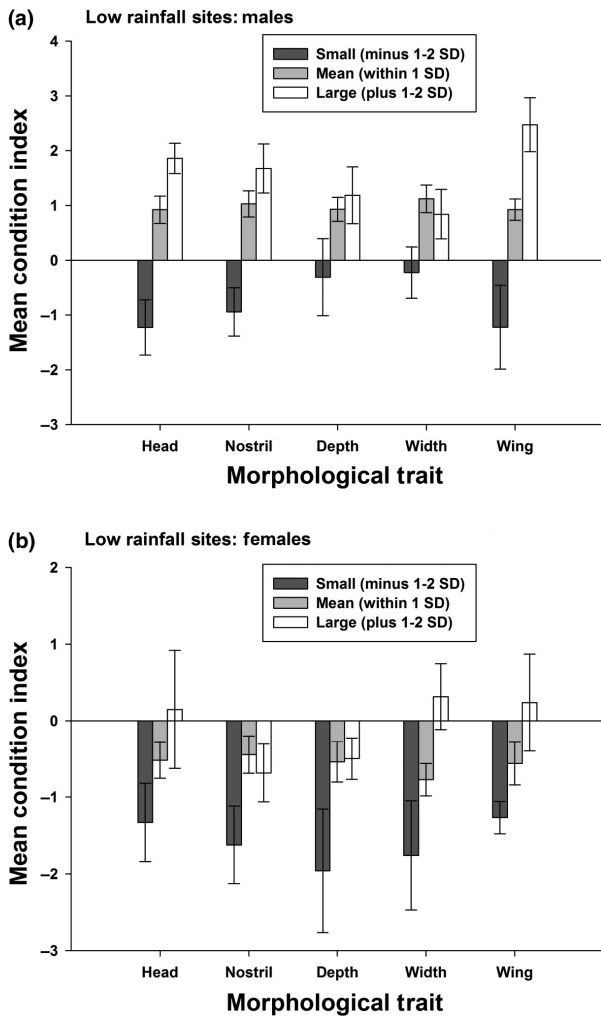 (a) Low rainfall sites: males
Small (minus 1-2 SD)
Mean (within 1 SD)
Large (plus 1-2 SD)
Mean condition index
4
3
2
1
0
–1
–2
–3
Head Nostril Depth Width Wing
Morphological trait
(b) Low rainfall sites: females
Small (minus 1-2 SD)
Mean (within 1 SD)
Large (plus 1-2 SD)
Mean condition index
2
1
0
–1
–2
–3
Head Nostril Depth Width Wing
Morphological trait